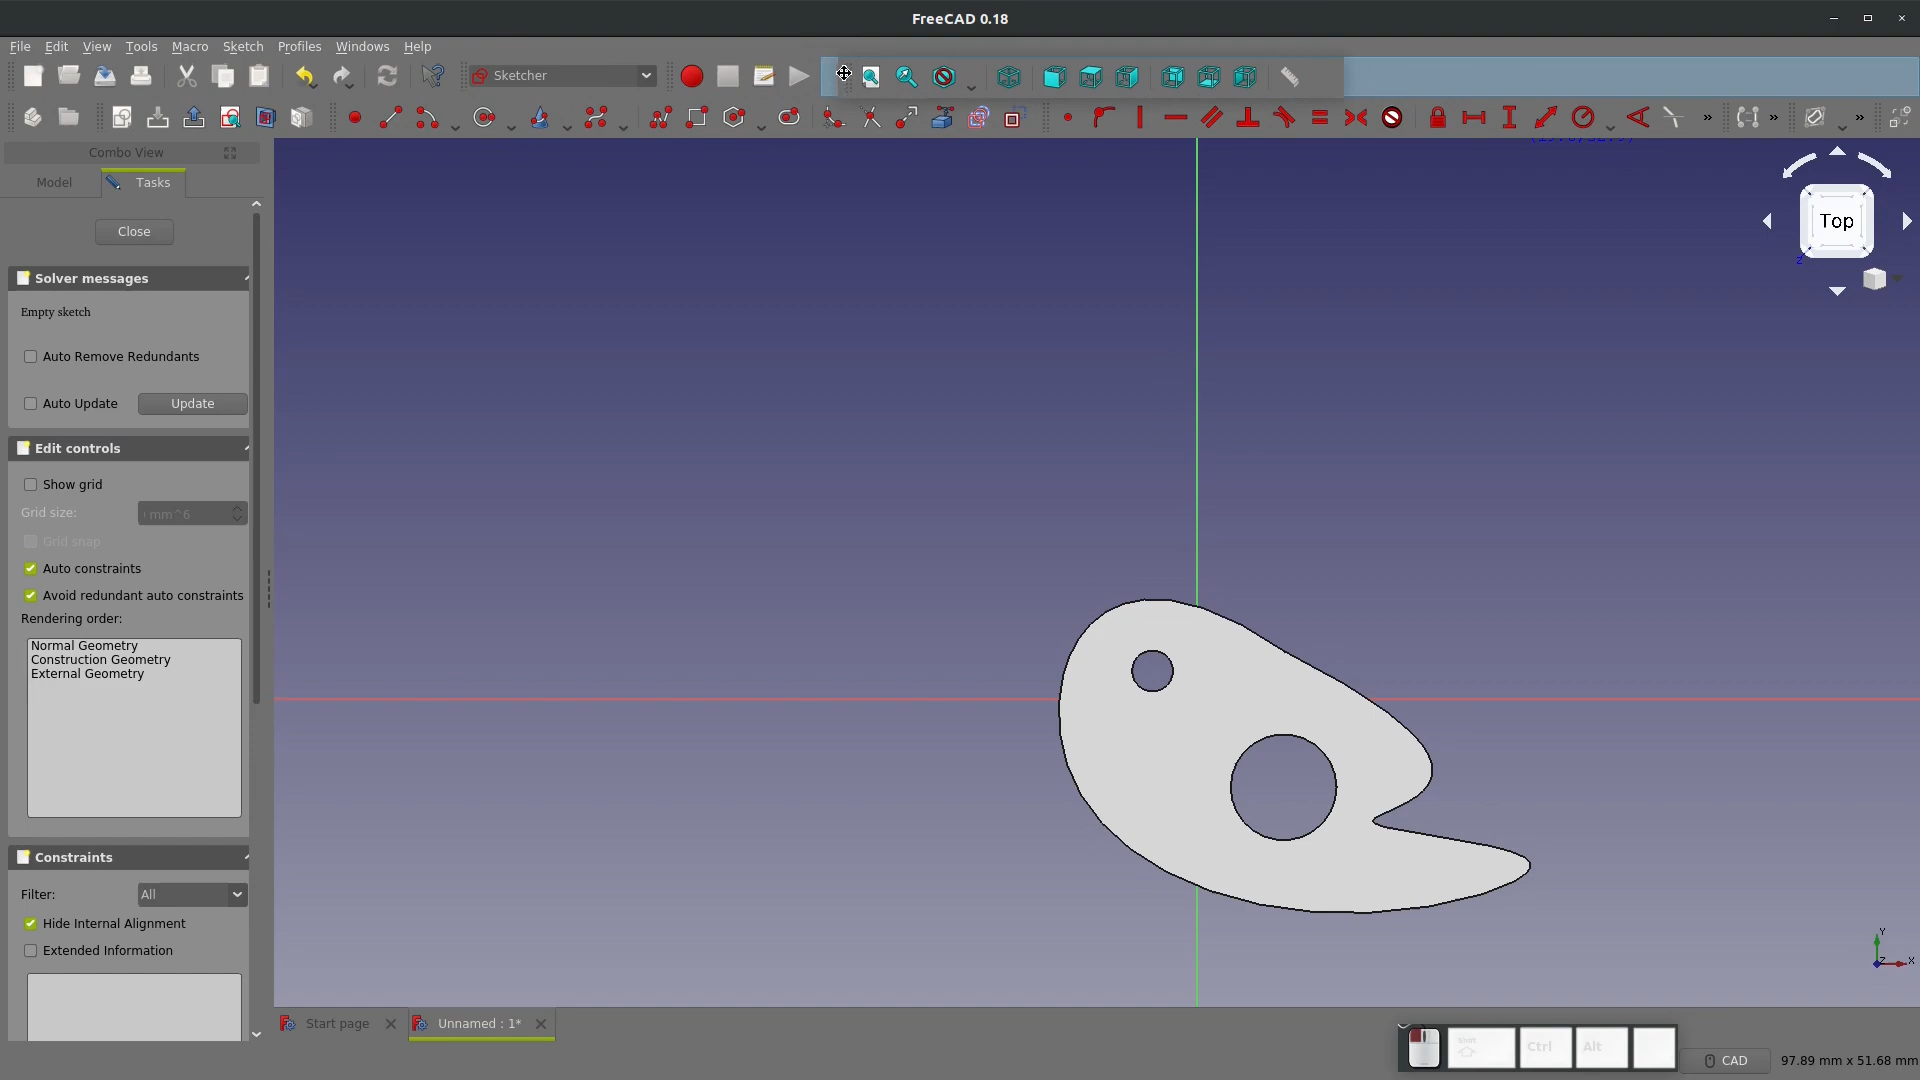 FreeCAD 0.18
File Edit View Tools Macro Sketch Profiles Windows Help
Sketcher
Combo View
Model Tasks
Close
Solver messages
Empty sketch
Auto Remove Redundants
Auto Update Update
Edit controls
Show grid
Grid size: mm^6
Grid snap
Auto constraints
Avoid redundant auto constraints
Rendering order:
Normal Geometry
Construction Geometry
External Geometry
Constraints
Filter: All
Hide Internal Alignment
Extended Information
Top
Z
Y
Z X
Start page Unnamed : 1*
Shift Ctrl Alt
CAD 97.89 mm x 51.68 mm